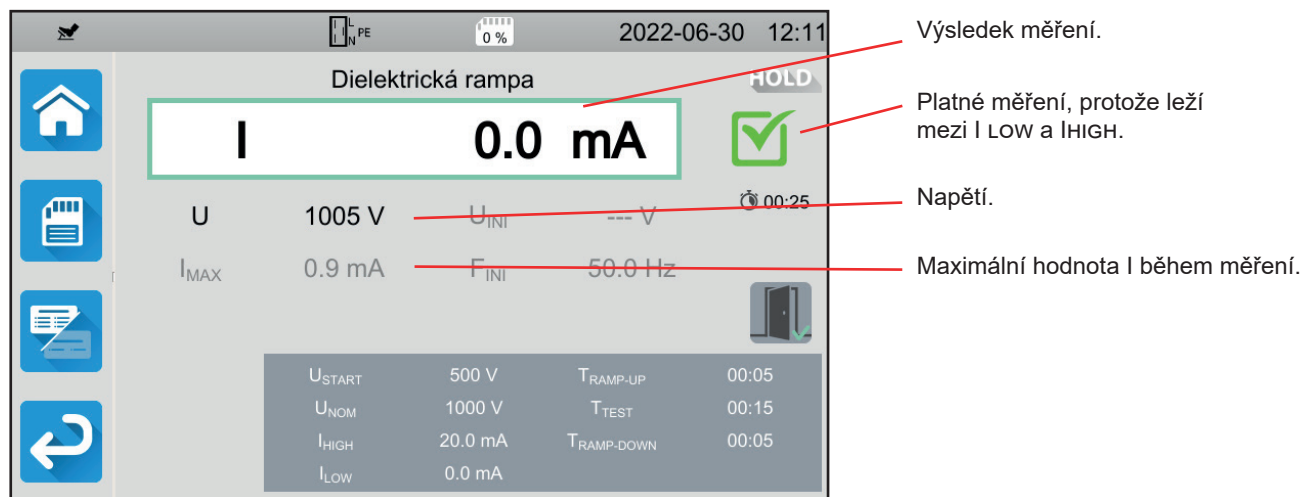 L
N PE
0 %
2022-06-30 12:11
Dielektrická rampa
HOLD
I 0.0 mA
00:25
U 1005 V UINI --- V
IMAX 0.9 mA FINI 50.0 Hz
USTART 500 V TRAMP-UP 00:05
UNOM 1000 V TTEST 00:15
IHIGH 20.0 mA TRAMP-DOWN 00:05
ILOW 0.0 mA
Výsledek měření.
Platné měření, protože leží
mezi I LOW a IHIGH.
Napětí.
Maximální hodnota I během měření.